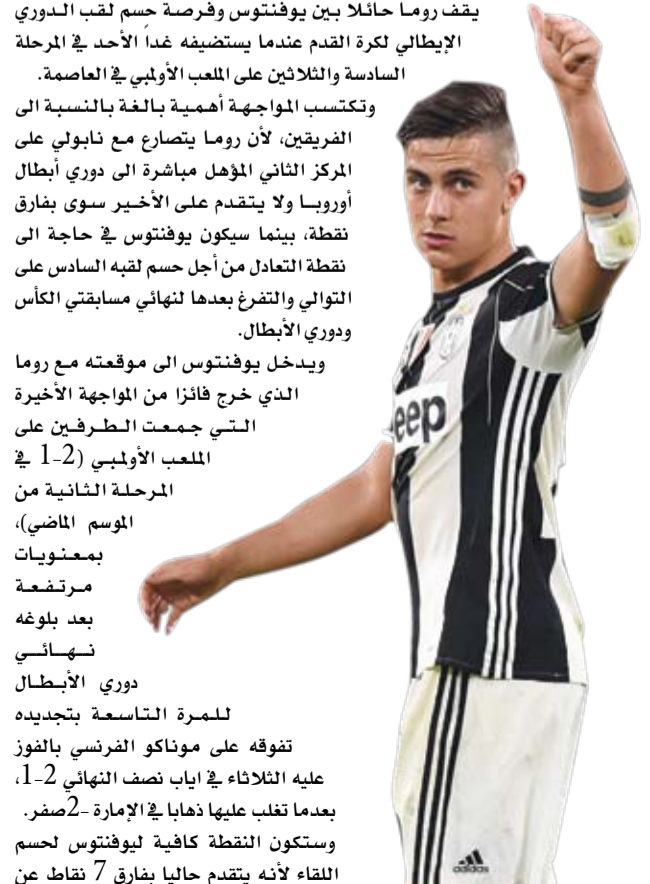 يقف روما حائلا بين يوفنتوس وفرصة حسم لقب الدوري
الإيطالي لكرة القدم عندما يستضيفه غداً الأحد في المرحلة
السادسة والثلاثين على الملعب الأولمبي في العاصمة.
وتكتسب المواجهة أهمية بالغة بالنسبة الى
الفريقين، لأن روما يتصارع مع نابولي على
المركز الثاني المؤهل مباشرة الى دوري أبطال
أوروبا ولا يتقدم على الأخير سوى بفارق
نقطة، بينما سيكون يوفنتوس في حاجة الى
نقطة التعادل من أجل حسم لقبه السادس على
التوالي والتفرغ بعدها لنهائي مسابقتي الكأس
ودوري الأبطال.
ويدخل يوفنتوس الى موقعته مع روما
الذي خرج فائزا من المواجهة الأخيرة
التي جمعت الطرفين على
الملعب الأولمبي (2-1 في
المرحلة الثانية من
الموسم الماضي)،
بمعنويات
مرتفعة
بعد بلوغه
نهائي
دوري الأبطال
للمرة التاسعة بتجديده
تفوقه على موناكو الفرنسي بالفوز
عليه الثلاثاء في اياب نصف النهائي 2-1،
بعدما تغلب عليها ذهابا في الإمارة -2صفر.
وستكون النقطة كافية ليوفنتوس لحسم
اللقاء لأنه يتقدم حاليا بفارق 7 نقاط عن
eep
adidas